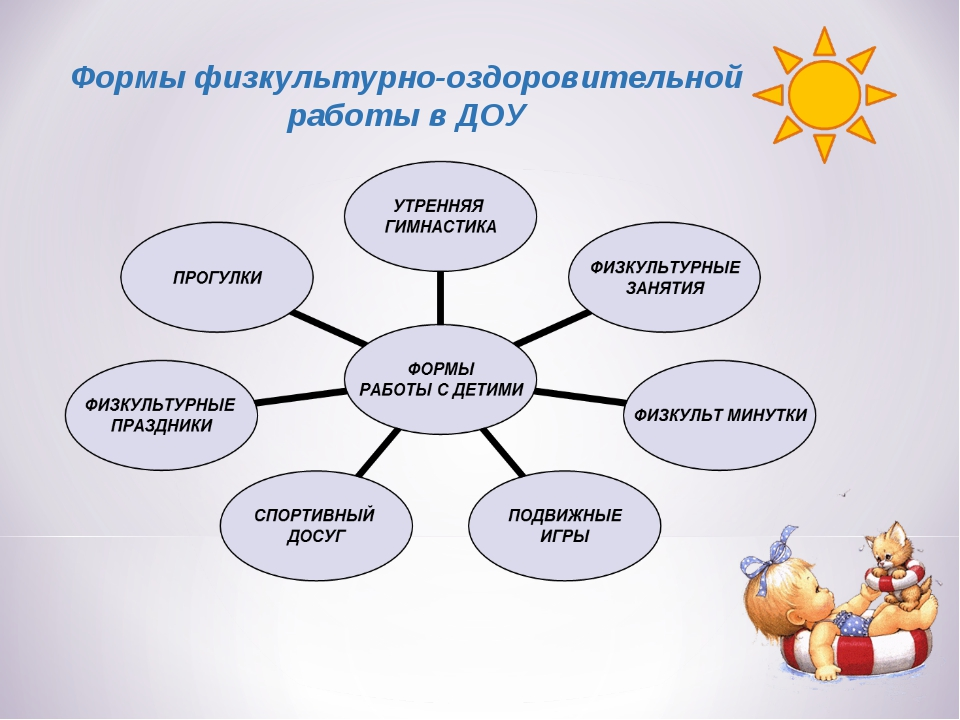 Формы физкультурно-оздоровительной
работы в ДОУ
УТРЕННЯЯ
ГИМНАСТИКА
ФИЗКУЛЬТУРНЫЕ
ЗАНЯТИЯ
ФИЗКУЛЬТ МИНУТКИ
ПОДВИЖНЫЕ
ИГРЫ
СПОРТИВНЫЙ
ДОСУГ
ФИЗКУЛЬТУРНЫЕ
ПРАЗДНИКИ
ПРОГУЛКИ
ФОРМЫ
РАБОТЫ С ДЕТИМИ